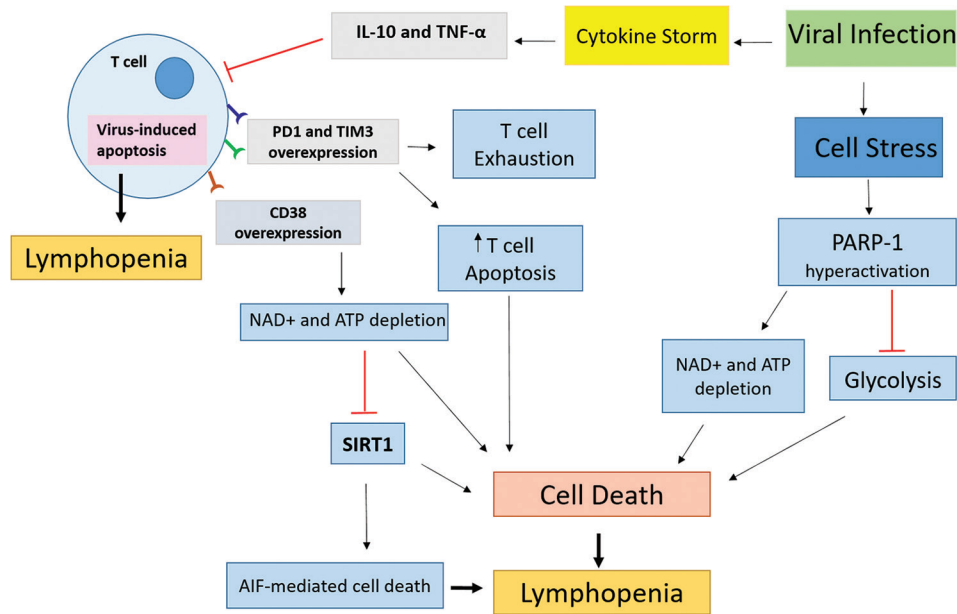 IL-10 and TNF-α
Cytokine Storm
Viral Infection
T cell
Virus-induced
apoptosis
PD1 and TIM3
overexpression
T cell
Exhaustion
Cell Stress
CD38
overexpression
Lymphopenia
↑T cell
Apoptosis
PARP-1
hyperactivation
NAD+ and ATP depletion
NAD+ and ATP
depletion
Glycolysis
SIRT1
Cell Death
AIF-mediated cell death
Lymphopenia